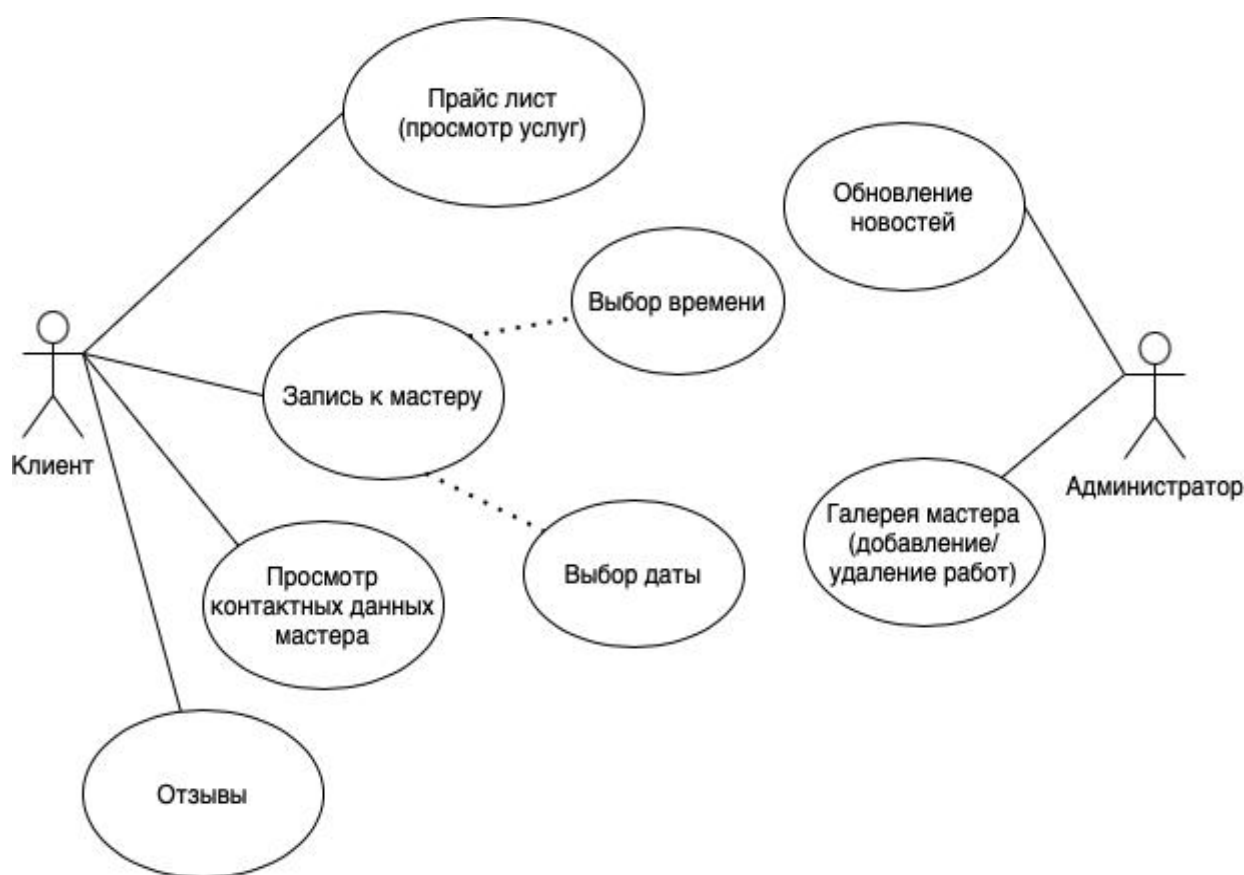 Прайс лист
(просмотр услуг)
Обновление
новостей
Выбор времени
Запись к мастеру
Клиент
Администратор
Галерея мастера
(добавление/
удаление работ)
Просмотр
контактных данных
мастера
Выбор даты
Отзывы